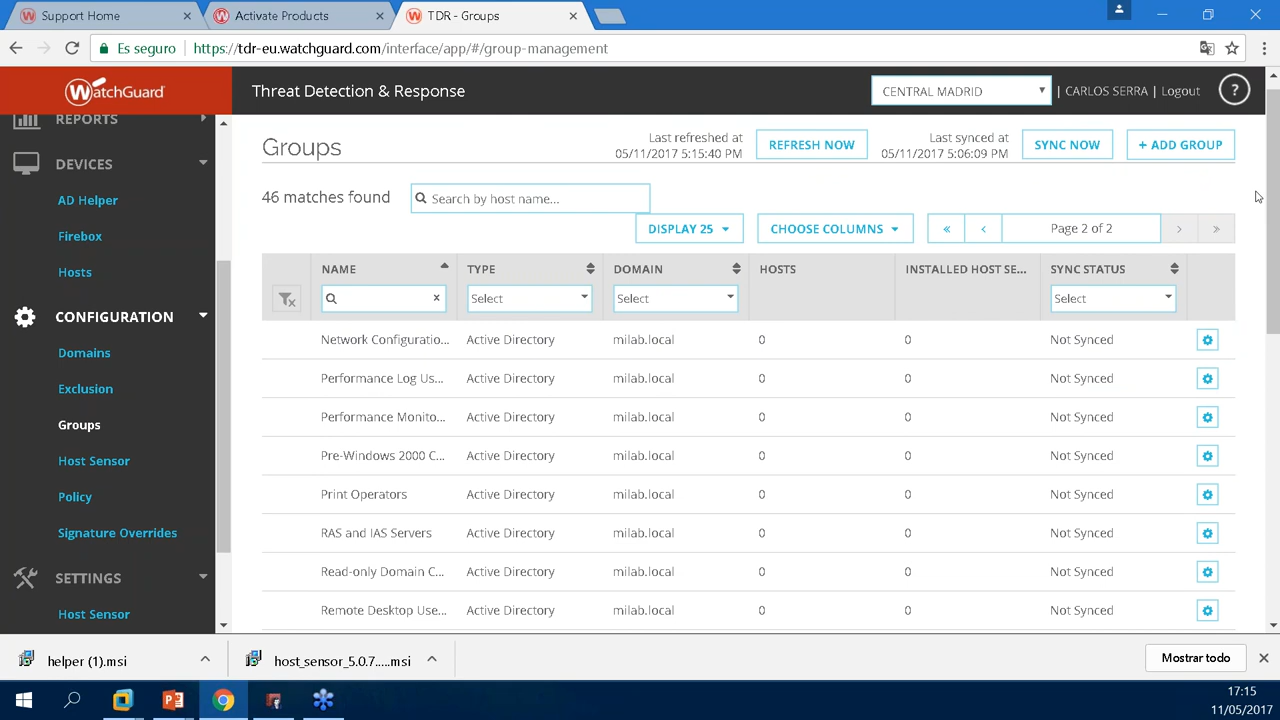 Support Home
Activate Products
TDR - Groups
Es seguro
https://tdr-eu.watchguard.com/interface/app/#/group-management
WatchGuard
Threat Detection & Response
CENTRAL MADRID
| CARLOS SERRA | Logout
?
REPORTS
DEVICES
AD Helper
Firebox
Hosts
CONFIGURATION
Domains
Exclusion
Groups
Host Sensor
Policy
Signature Overrides
SETTINGS
Host Sensor
Groups
Last refreshed at
05/11/2017 5:15:40 PM
REFRESH NOW
Last synced at
05/11/2017 5:06:09 PM
SYNC NOW
+ ADD GROUP
46 matches found
Search by host name...
DISPLAY 25
CHOOSE COLUMNS
« ‹ Page 2 of 2 › »
NAME TYPE DOMAIN HOSTS INSTALLED HOST SE... SYNC STATUS
x Select Select Select
Network Configuratio... Active Directory milab.local 0 0 Not Synced
Performance Log Us... Active Directory milab.local 0 0 Not Synced
Performance Monito... Active Directory milab.local 0 0 Not Synced
Pre-Windows 2000 C... Active Directory milab.local 0 0 Not Synced
Print Operators Active Directory milab.local 0 0 Not Synced
RAS and IAS Servers Active Directory milab.local 0 0 Not Synced
Read-only Domain C... Active Directory milab.local 0 0 Not Synced
Remote Desktop Use... Active Directory milab.local 0 0 Not Synced
helper (1).msi
host_sensor_5.0.7.....msi
Mostrar todo
17:15
11/05/2017